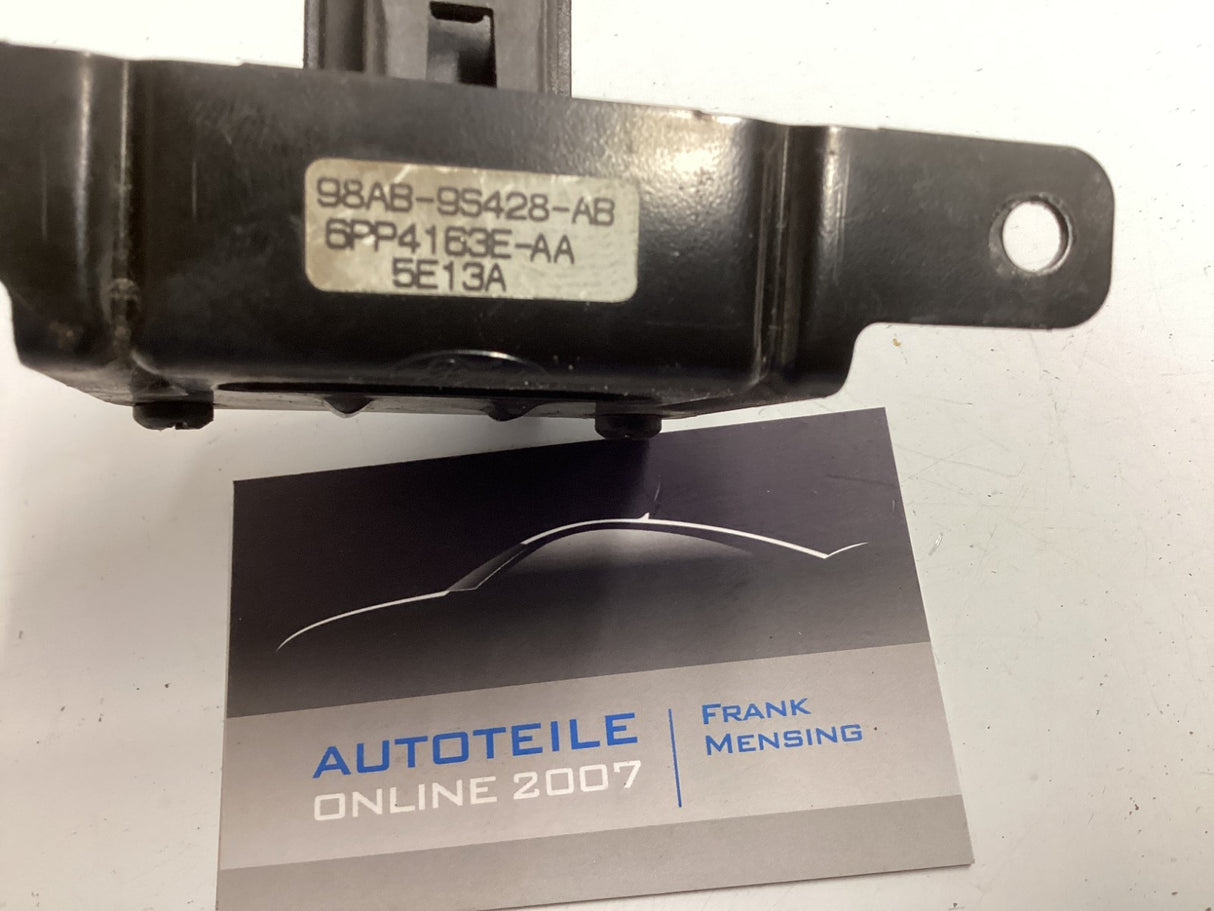 98AB-9S428-AB
6PP4163E-AA
5E13A
AUTOTEILE
ONLINE 2007
FRANK
MENSING